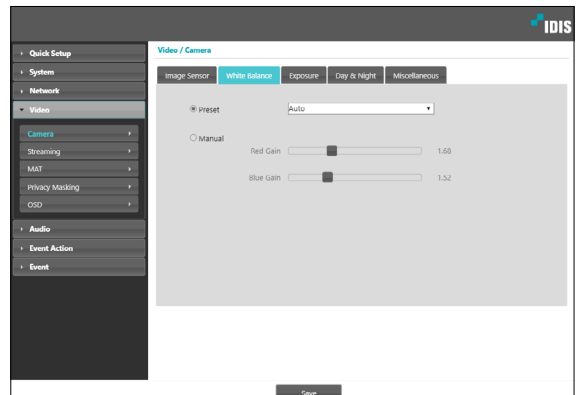 IDIS
Quick Setup
System
Network
Video
Camera
Streaming
MAT
Privacy Masking
OSD
Audio
Event Action
Event
Video / Camera
Image Sensor White Balance Exposure Day & Night Miscellaneous
Preset Auto
Manual
Red Gain 1.68
Blue Gain 1.52
Save